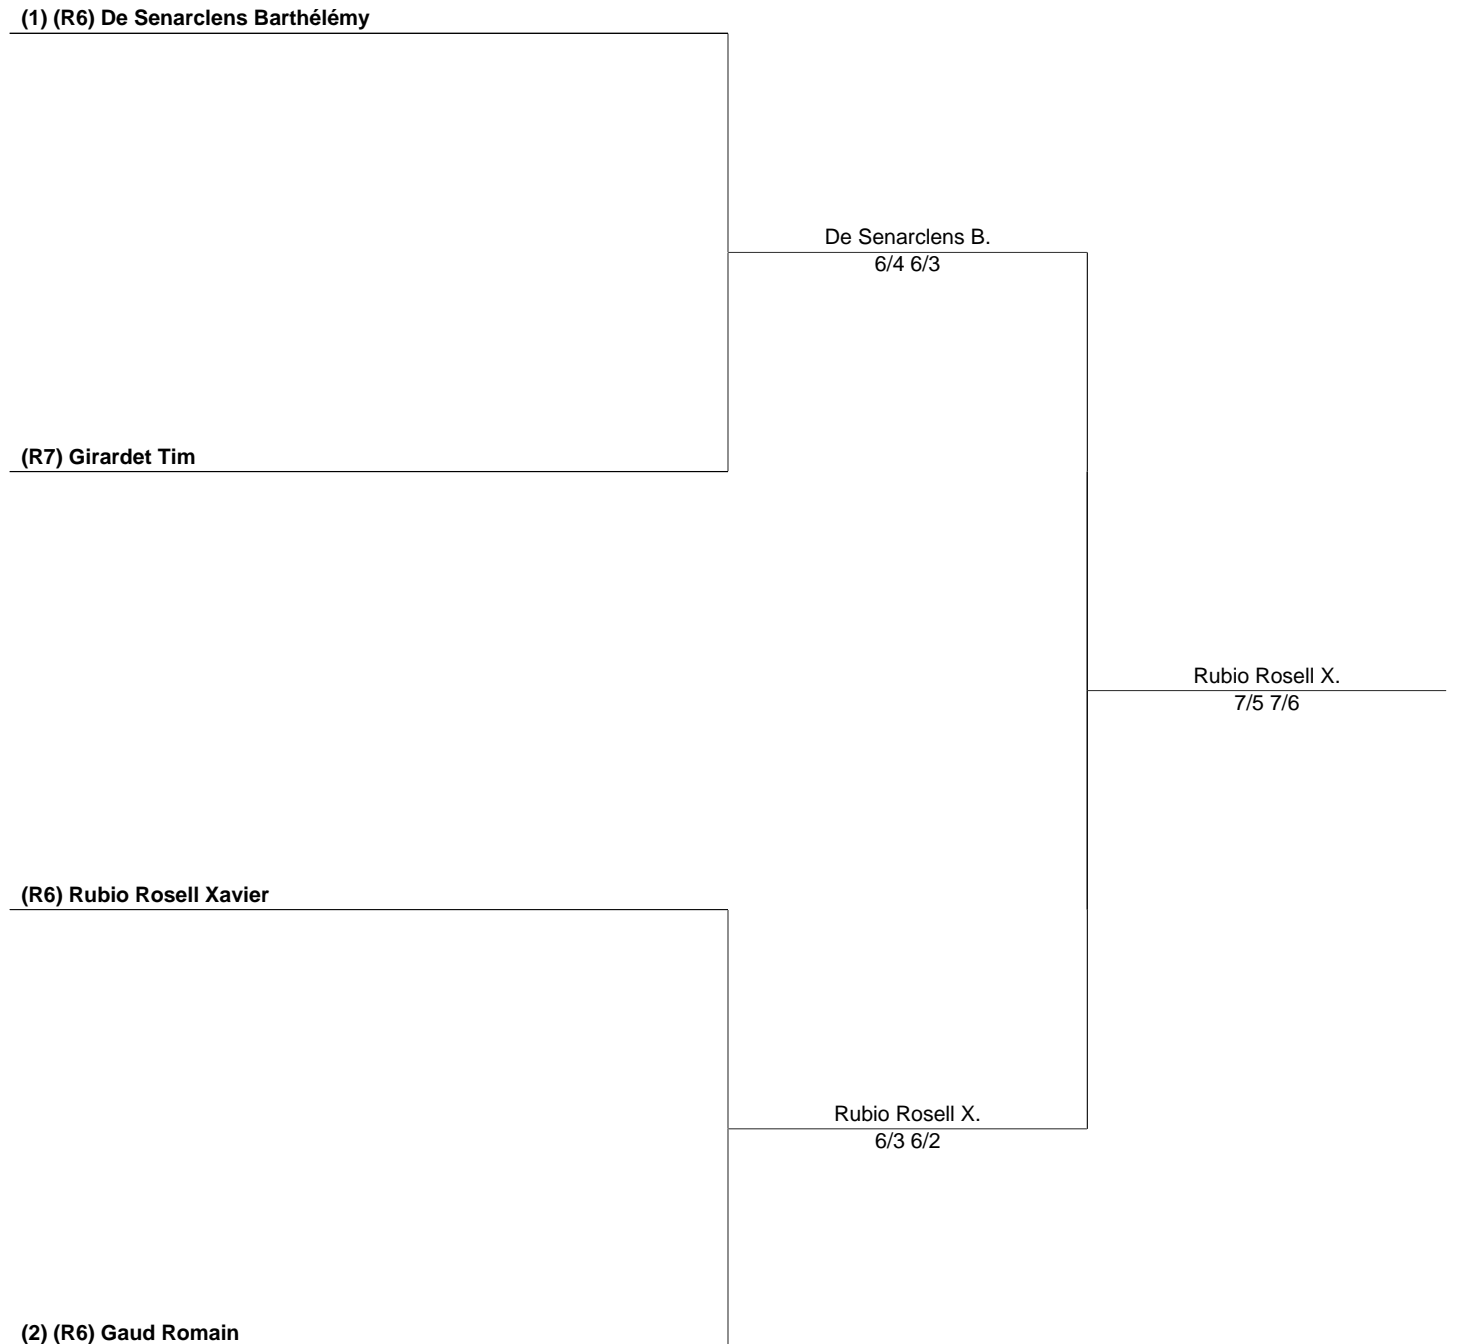 (1) (R6) De Senarclens Barthélémy
De Senarclens B.
6/4 6/3
(R7) Girardet Tim
Rubio Rosell X.
7/5 7/6
(R6) Rubio Rosell Xavier
Rubio Rosell X.
6/3 6/2
(2) (R6) Gaud Romain